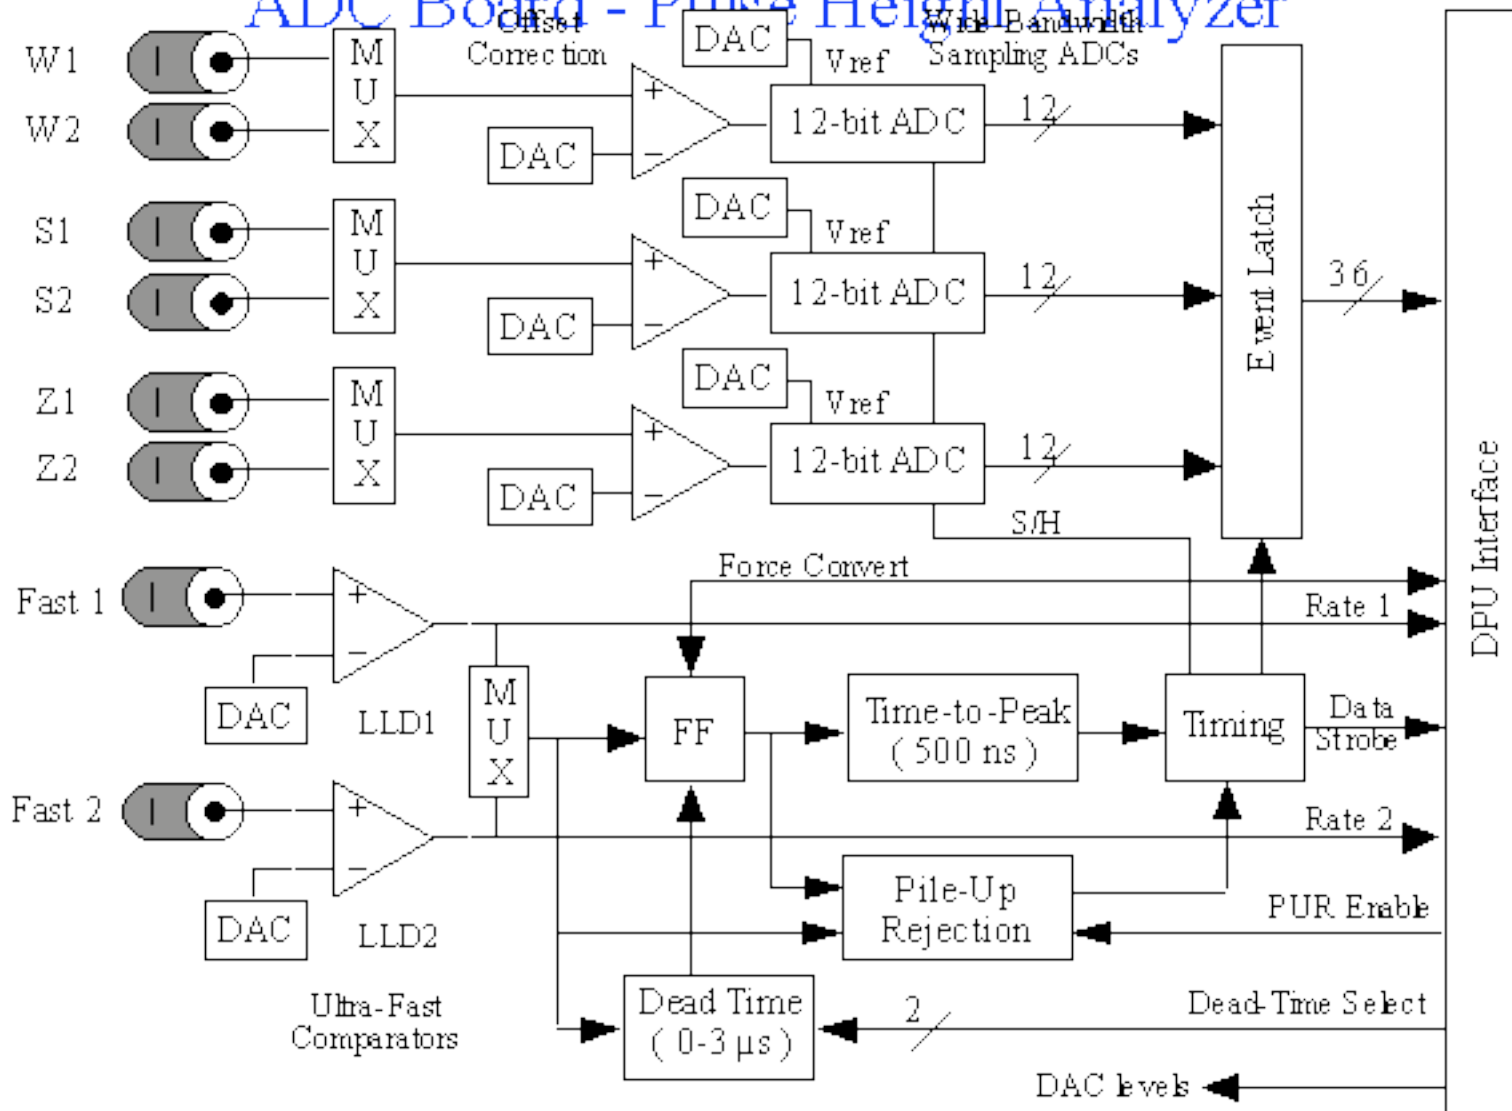 ADC Board - Pulse Height Analyzer
Offset
Correction
Wide-Bandwidth
Sampling ADCs
W1
W2
MUX
DAC
DAC
Vref
12-bit ADC
12
S1
S2
MUX
DAC
DAC
Vref
12-bit ADC
12
Z1
Z2
MUX
DAC
DAC
Vref
12-bit ADC
12
S/H
Event Latch
36
DPU Interface
Fast 1
DAC
LLD1
Fast 2
DAC
LLD2
Ultra-Fast
Comparators
MUX
Force Convert
Rate 1
FF
Time-to-Peak
( 500 ns )
Timing
Data
Strobe
Rate 2
Pile-Up
Rejection
PUR Enable
Dead Time
( 0-3 µs )
2
Dead-Time Select
DAC levels